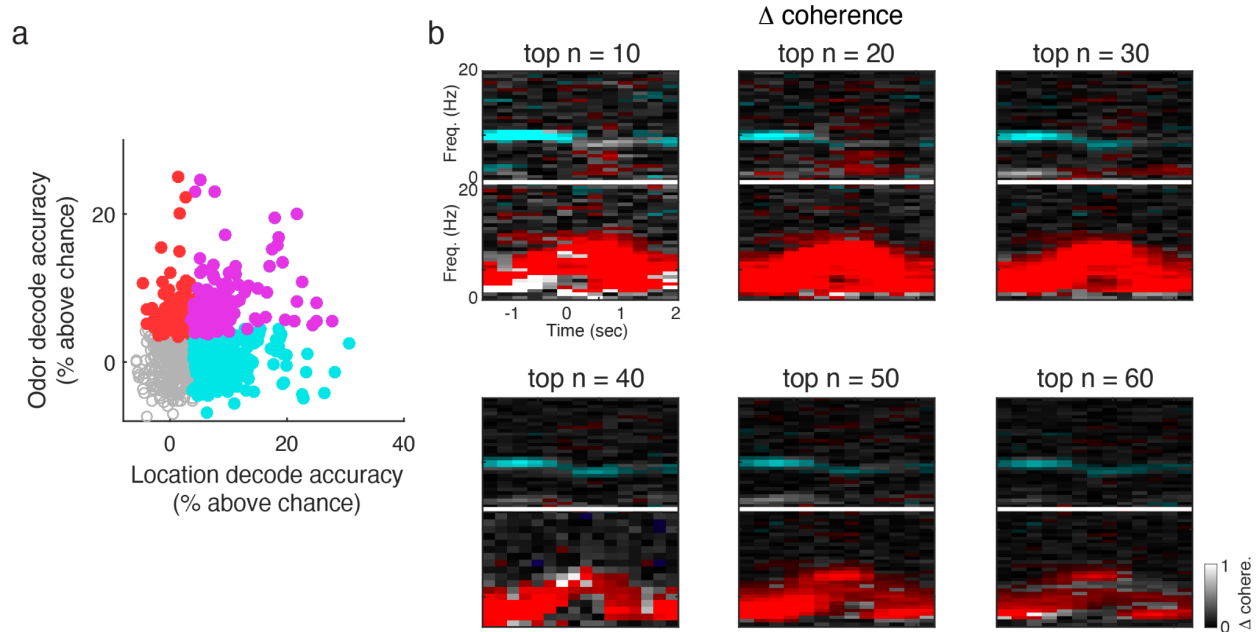 a
Odor decode accuracy
(% above chance)
20
0
0
20
40
Location decode accuracy
(% above chance)
b
Δ coherence
top n = 10
top n = 20
top n = 30
20
Freq. (Hz)
0
20
Freq. (Hz)
0
-1
0
1
2
Time (sec)
top n = 40
top n = 50
top n = 60
1
0
Δ cohere.